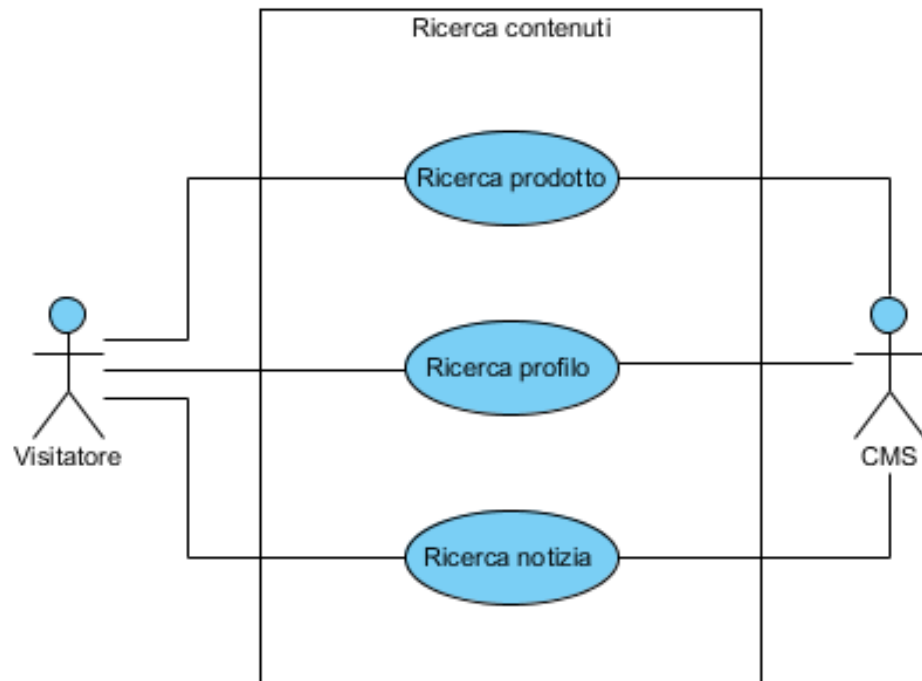 Ricerca contenuti
Ricerca prodotto
Ricerca profilo
Visitatore
CMS
Ricerca notizia